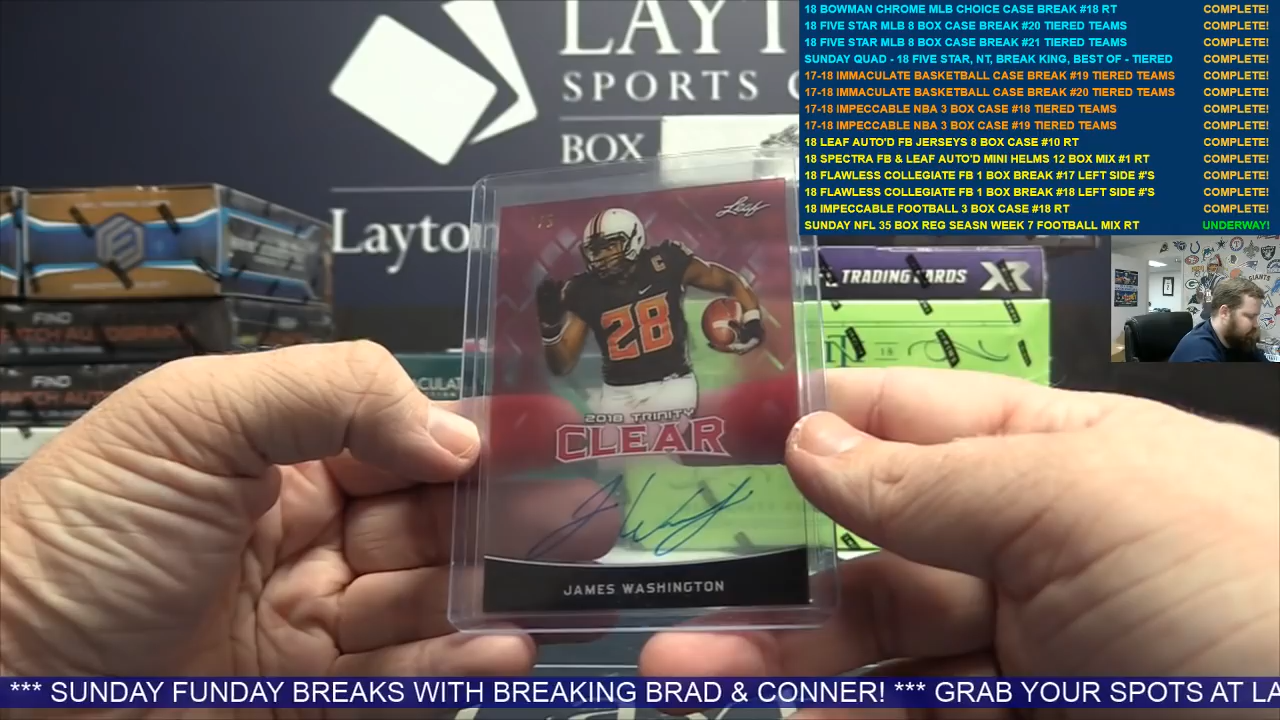 LAYT
SPORTS C
BOX
Layto
18 BOWMAN CHROME MLB CHOICE CASE BREAK #18 RT COMPLETE!
18 FIVE STAR MLB 8 BOX CASE BREAK #20 TIERED TEAMS COMPLETE!
18 FIVE STAR MLB 8 BOX CASE BREAK #21 TIERED TEAMS COMPLETE!
SUNDAY QUAD - 18 FIVE STAR, NT, BREAK KING, BEST OF - TIERED COMPLETE!
17-18 IMMACULATE BASKETBALL CASE BREAK #19 TIERED TEAMS COMPLETE!
17-18 IMMACULATE BASKETBALL CASE BREAK #20 TIERED TEAMS COMPLETE!
17-18 IMPECCABLE NBA 3 BOX CASE #18 TIERED TEAMS COMPLETE!
17-18 IMPECCABLE NBA 3 BOX CASE #19 TIERED TEAMS COMPLETE!
18 LEAF AUTO'D FB JERSEYS 8 BOX CASE #10 RT COMPLETE!
18 SPECTRA FB & LEAF AUTO'D MINI HELMS 12 BOX MIX #1 RT COMPLETE!
18 FLAWLESS COLLEGIATE FB 1 BOX BREAK #17 LEFT SIDE #'S COMPLETE!
18 FLAWLESS COLLEGIATE FB 1 BOX BREAK #18 LEFT SIDE #'S COMPLETE!
18 IMPECCABLE FOOTBALL 3 BOX CASE #18 RT COMPLETE!
SUNDAY NFL 35 BOX REG SEASN WEEK 7 FOOTBALL MIX RT UNDERWAY!
TRADING CARDS XR
18
FIND
FIND
Leaf
C
28
2018 TRINITY
CLEAR
JAMES WASHINGTON
GIANTS
*** SUNDAY FUNDAY BREAKS WITH BREAKING BRAD & CONNER! *** GRAB YOUR SPOTS AT LA